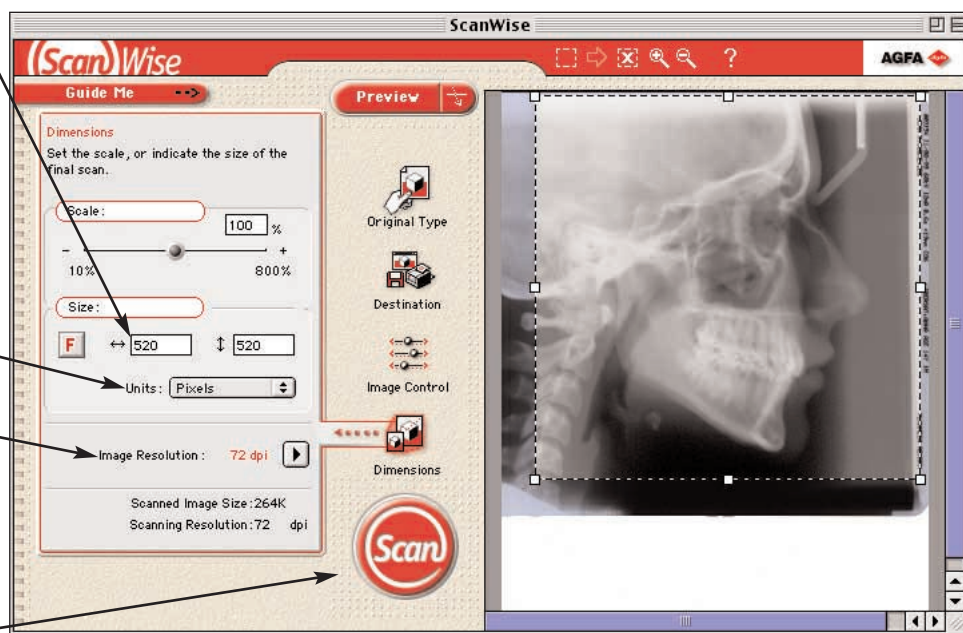 ScanWise
ScanWise
AGFA
Guide Me
Preview
?
Dimensions
Set the scale, or indicate the size of the
final scan.
Scale:
100 %
- +
10% 800%
Size:
F 520 520
Units: Pixels
Image Resolution: 72 dpi
Scanned Image Size:264K
Scanning Resolution:72 dpi
Original Type
Destination
Image Control
Dimensions
Scan